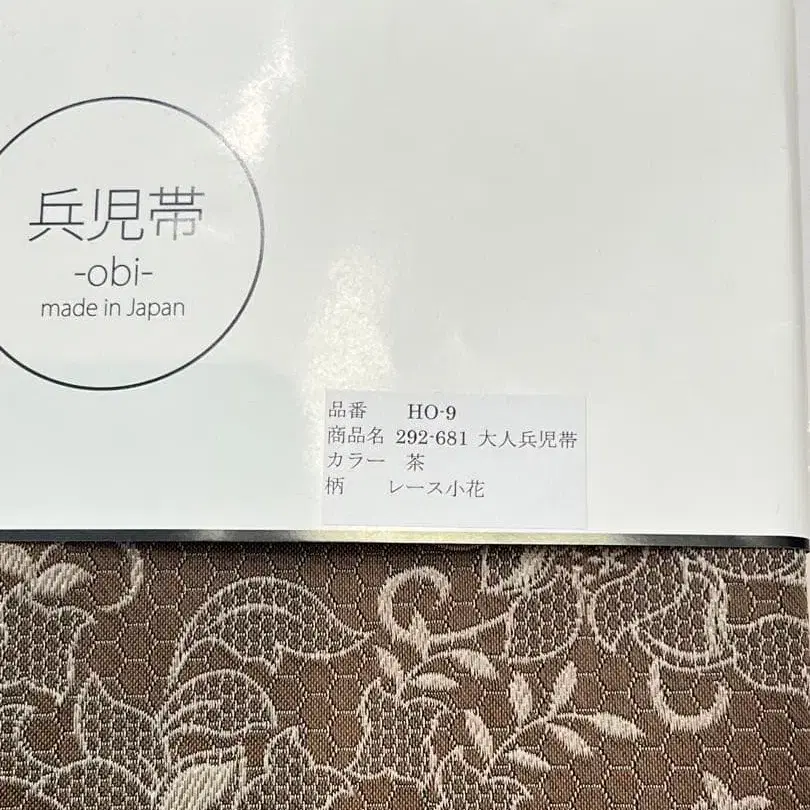 兵児帯
-obi-
made in Japan
品番 HO-9
商品名 292-681 大人兵児帯
カラー 茶
柄 レース小花